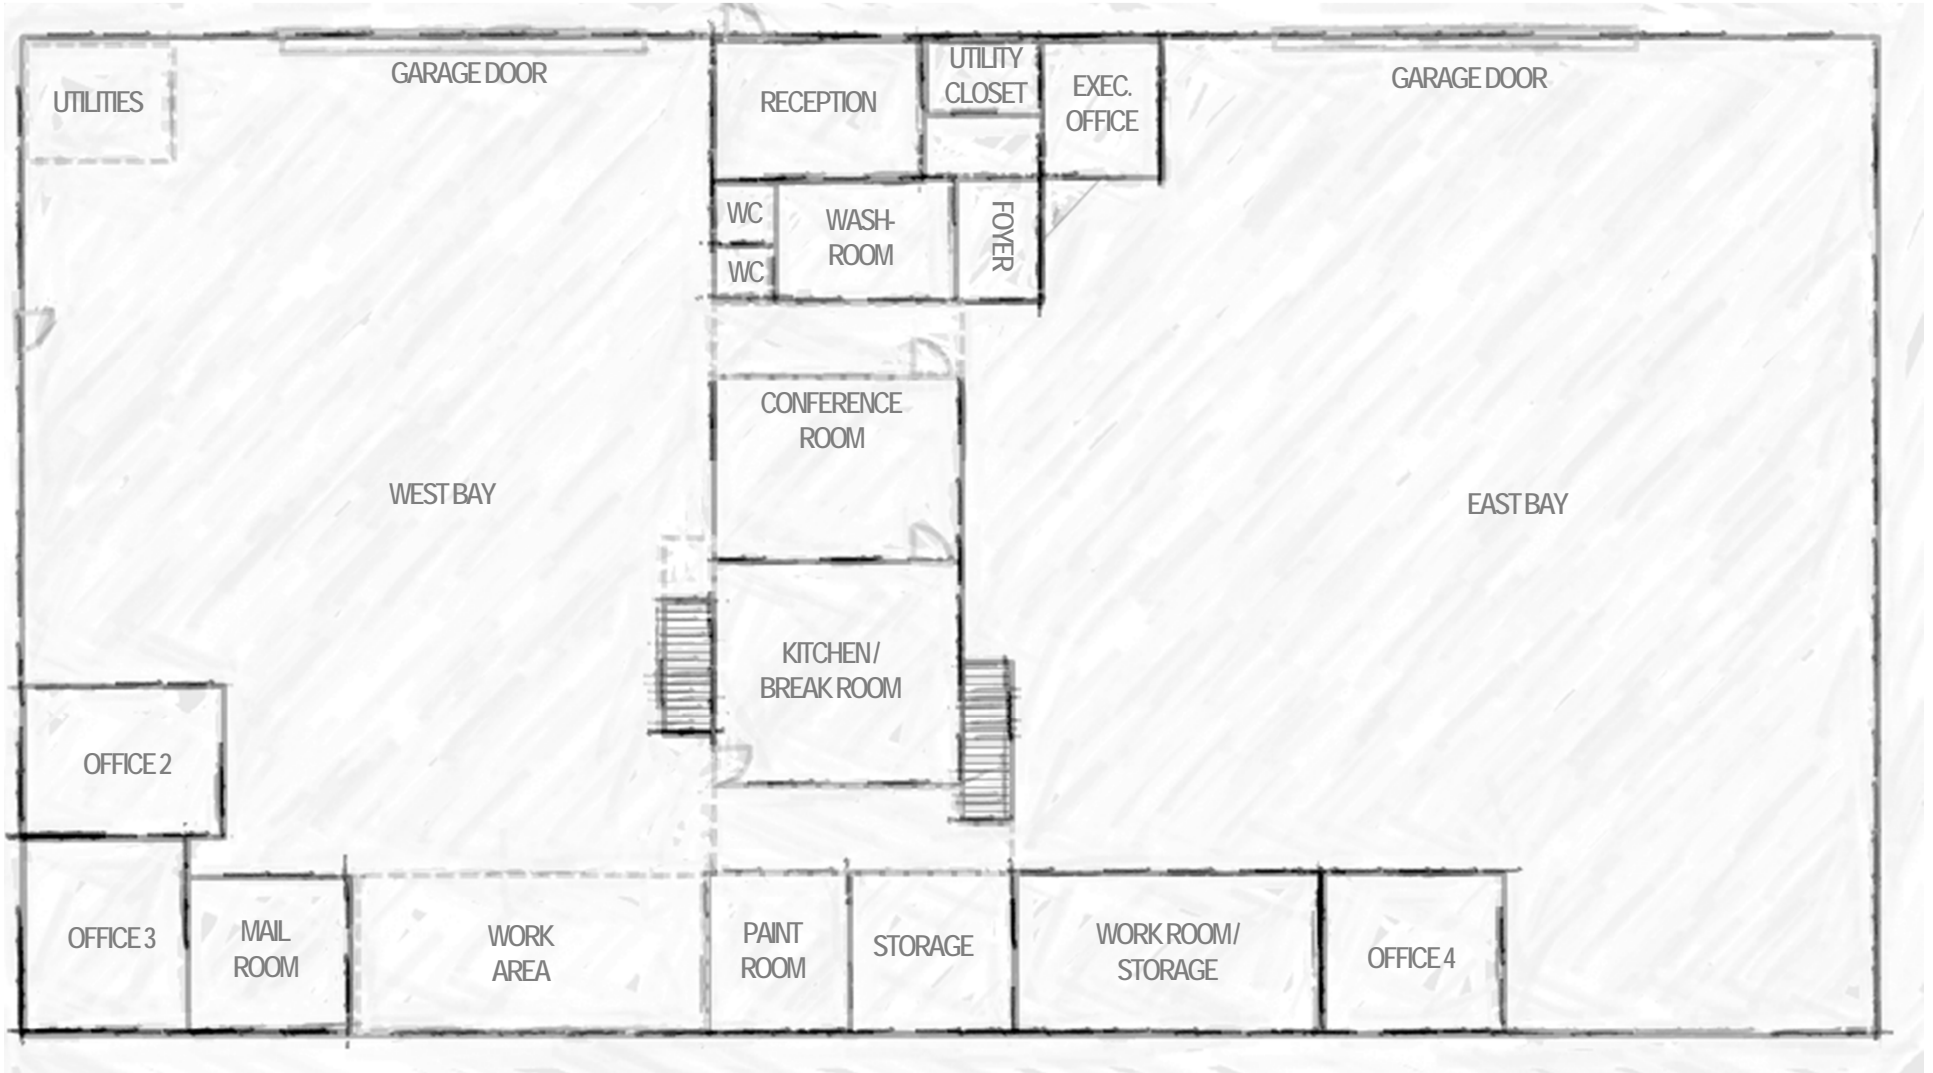 UTILITIES
GARAGE DOOR
RECEPTION
UTILITY
CLOSET
EXEC.
OFFICE
GARAGE DOOR
WC
WC
WASH-
ROOM
FOYER
CONFERENCE
ROOM
WEST BAY
EAST BAY
KITCHEN/
BREAK ROOM
OFFICE 2
OFFICE 3
MAIL
ROOM
WORK
AREA
PAINT
ROOM
STORAGE
WORK ROOM/
STORAGE
OFFICE 4